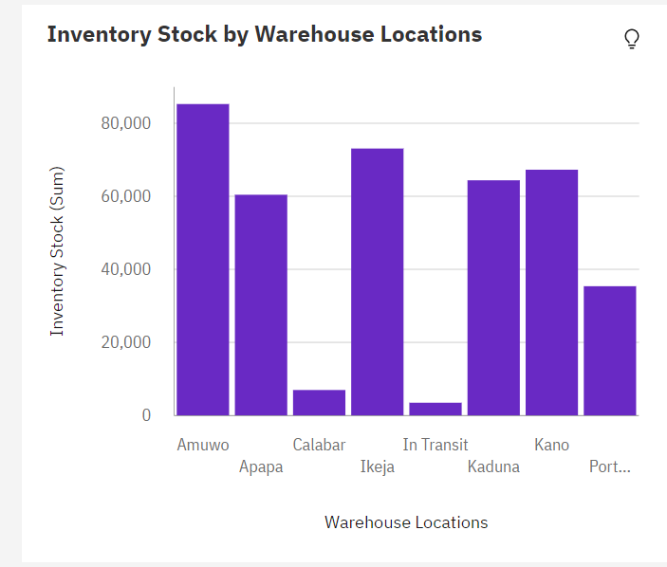 Inventory Stock by Warehouse Locations
Inventory Stock (Sum)
80,000
60,000
40,000
20,000
0
Amuwo
Apapa
Calabar
Ikeja
In Transit
Kaduna
Kano
Port...
Warehouse Locations